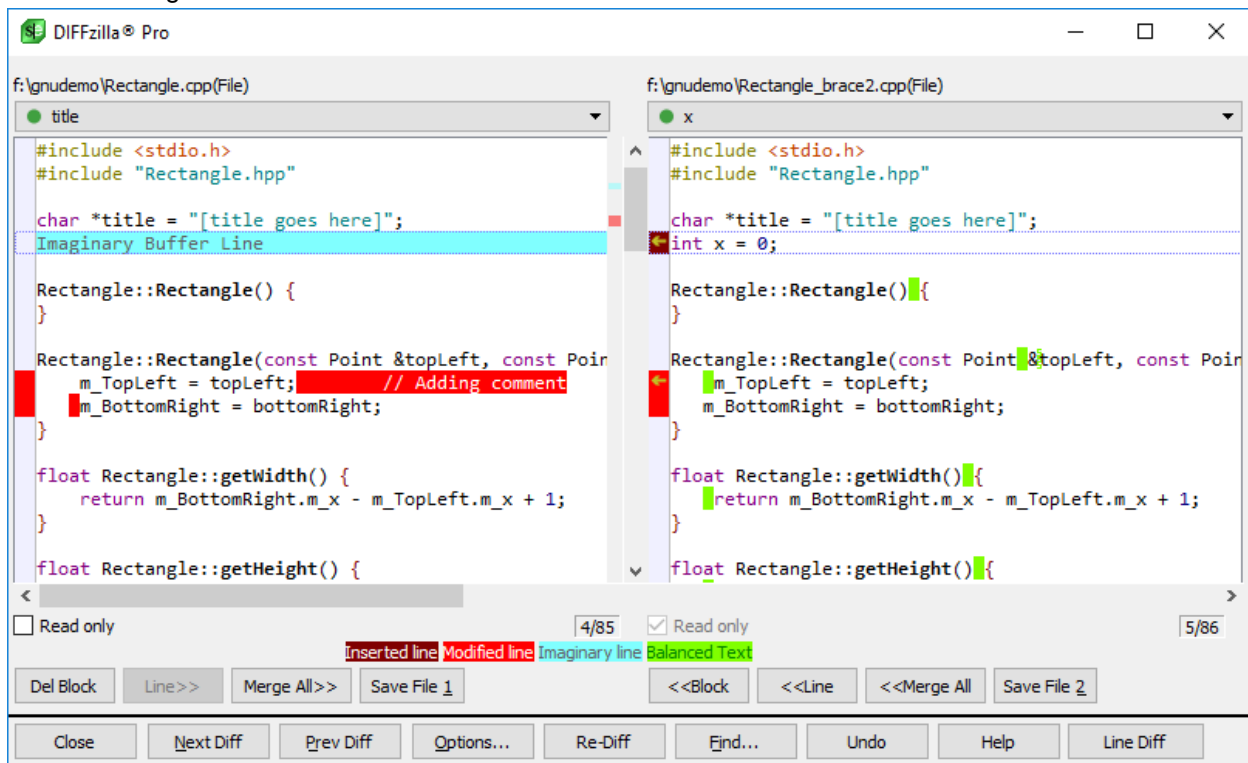 DIFFzilla® Pro
f:\gnudemo\Rectangle.cpp(File)
title
#include <stdio.h>
#include "Rectangle.hpp"
char *title = "[title goes here]";
Imaginary Buffer Line
Rectangle::Rectangle() {
}
Rectangle::Rectangle(const Point &topLeft, const Poin
m_TopLeft = topLeft; // Adding comment
m_BottomRight = bottomRight;
}
float Rectangle::getWidth() {
return m_BottomRight.m_x - m_TopLeft.m_x + 1;
}
float Rectangle::getHeight() {
f:\gnudemo\Rectangle_brace2.cpp(File)
x
#include <stdio.h>
#include "Rectangle.hpp"
char *title = "[title goes here]";
int x = 0;
Rectangle::Rectangle() {
}
Rectangle::Rectangle(const Point &topLeft, const Poin
m_TopLeft = topLeft;
m_BottomRight = bottomRight;
}
float Rectangle::getWidth() {
return m_BottomRight.m_x - m_TopLeft.m_x + 1;
}
float Rectangle::getHeight() {
Read only 4/85 Read only 5/86
Inserted line Modified line Imaginary line Balanced Text
Del Block Line>> Merge All>> Save File 1 <<Block <<Line <<Merge All Save File 2
Close Next Diff Prev Diff Options... Re-Diff Find... Undo Help Line Diff